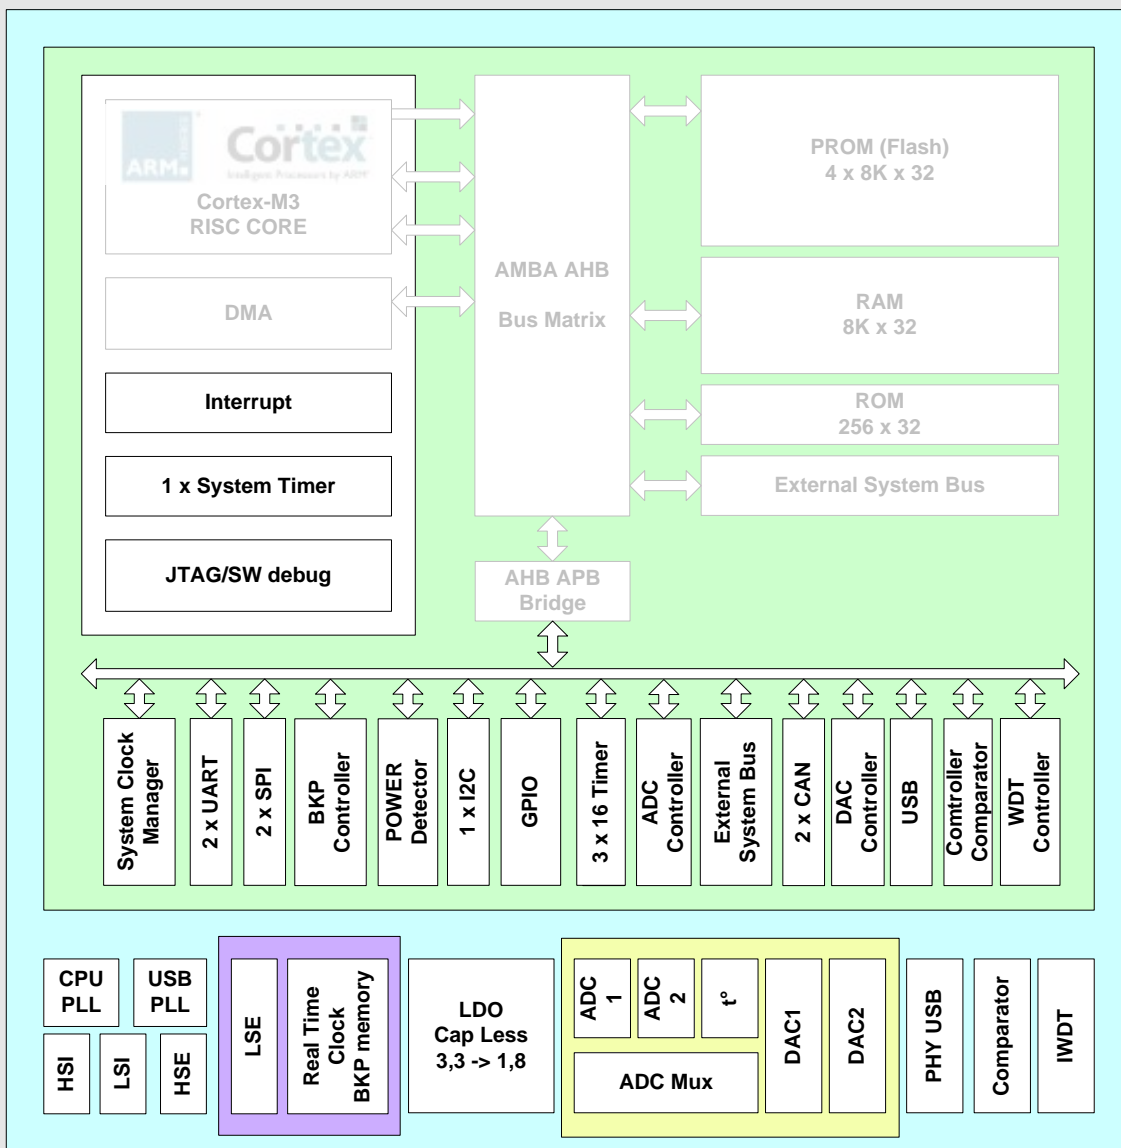 ARM
Cortex
Intelligent Processors by ARM
Cortex-M3
RISC CORE
DMA
Interrupt
1 x System Timer
JTAG/SW debug
AMBA AHB
Bus Matrix
PROM (Flash)
4 x 8K x 32
RAM
8K x 32
ROM
256 x 32
External System Bus
AHB APB
Bridge
System Clock
Manager
2 x UART
2 x SPI
BKP
Controller
POWER
Detector
1 x I2C
GPIO
3 x 16 Timer
ADC
Controller
External
System Bus
2 x CAN
DAC
Controller
USB
Comtroller
Comparator
WDT
Controller
CPU
PLL
USB
PLL
HSI
LSI
HSE
LSE
Real Time
Clock
BKP memory
LDO
Cap Less
3,3 -> 1,8
ADC
1
ADC
2
t°
ADC Mux
DAC1
DAC2
PHY USB
Comparator
IWDT